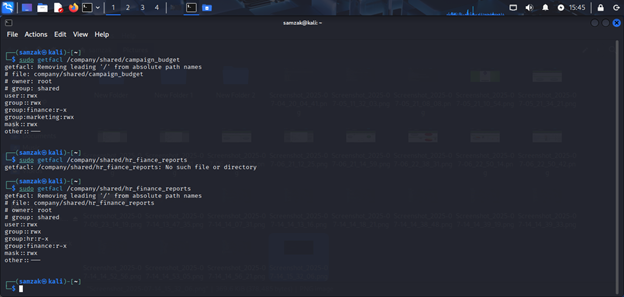 1 2 3 4
15:45
samzak@kali: ~
File Actions Edit View Help
┌──(samzak㉿kali)-[~]
└─$ sudo getfacl /company/shared/campaign_budget
getfacl: Removing leading '/' from absolute path names
# file: company/shared/campaign_budget
# owner: root
# group: shared
user::rwx
group::rwx
group:finance:r-x
group:marketing:rwx
mask::rwx
other::---
┌──(samzak㉿kali)-[~]
└─$ sudo getfacl /company/shared/hr_fiance_reports
getfacl: /company/shared/hr_fiance_reports: No such file or directory
┌──(samzak㉿kali)-[~]
└─$ sudo getfacl /company/shared/hr_finance_reports
getfacl: Removing leading '/' from absolute path names
# file: company/shared/hr_finance_reports
# owner: root
# group: shared
user::rwx
group::rwx
group:hr:r-x
group:finance:r-x
mask::rwx
other::---
┌──(samzak㉿kali)-[~]
└─$